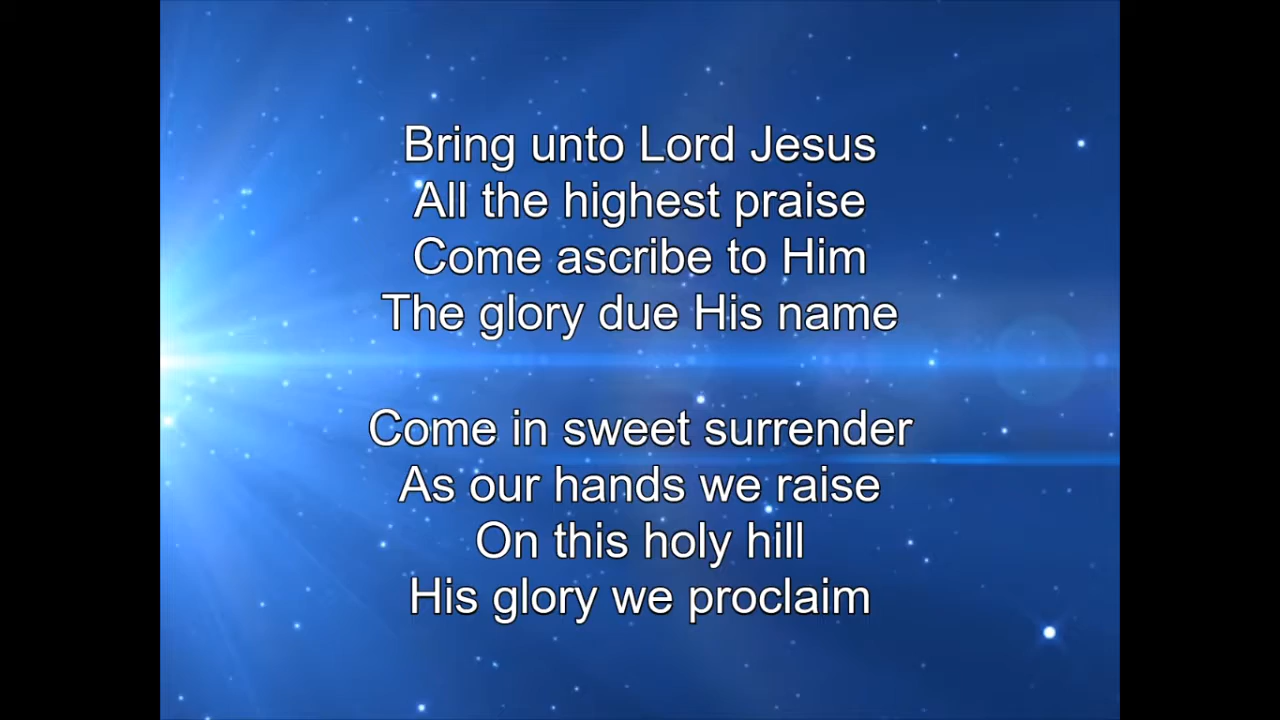 Bring unto Lord Jesus
All the highest praise
Come ascribe to Him
The glory due His name
Come in sweet surrender
As our hands we raise
On this holy hill
His glory we proclaim